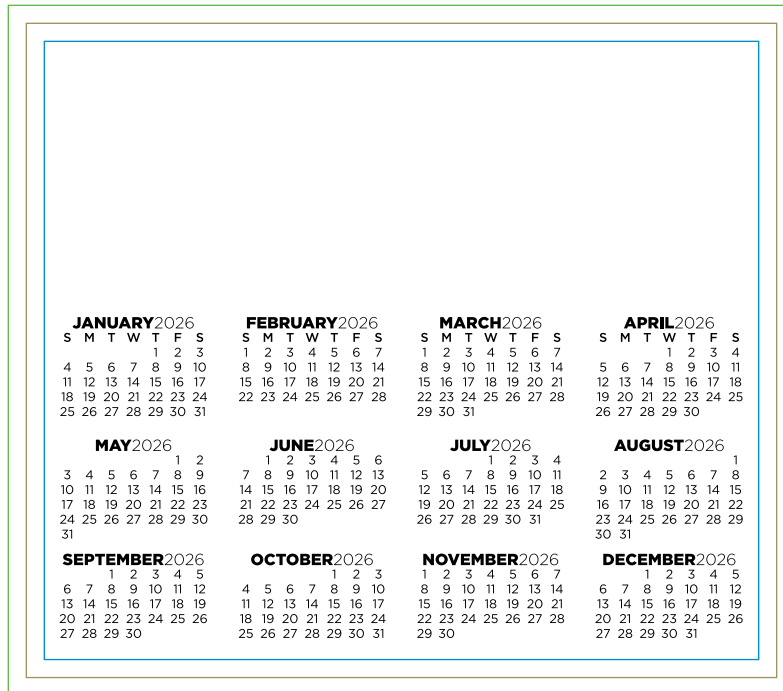 JANUARY2026
S M T W T F S
1 2 3
4 5 6 7 8 9 10
11 12 13 14 15 16 17
18 19 20 21 22 23 24
25 26 27 28 29 30 31
FEBRUARY2026
S M T W T F S
1 2 3 4 5 6 7
8 9 10 11 12 13 14
15 16 17 18 19 20 21
22 23 24 25 26 27 28
MARCH2026
S M T W T F S
1 2 3 4 5 6 7
8 9 10 11 12 13 14
15 16 17 18 19 20 21
22 23 24 25 26 27 28
29 30 31
APRIL2026
S M T W T F S
1 2 3 4
5 6 7 8 9 10 11
12 13 14 15 16 17 18
19 20 21 22 23 24 25
26 27 28 29 30
MAY2026
1 2
3 4 5 6 7 8 9
10 11 12 13 14 15 16
17 18 19 20 21 22 23
24 25 26 27 28 29 30
31
JUNE2026
1 2 3 4 5 6
7 8 9 10 11 12 13
14 15 16 17 18 19 20
21 22 23 24 25 26 27
28 29 30
JULY2026
1 2 3 4
5 6 7 8 9 10 11
12 13 14 15 16 17 18
19 20 21 22 23 24 25
26 27 28 29 30 31
AUGUST2026
1
2 3 4 5 6 7 8
9 10 11 12 13 14 15
16 17 18 19 20 21 22
23 24 25 26 27 28 29
30 31
SEPTEMBER2026
1 2 3 4 5
6 7 8 9 10 11 12
13 14 15 16 17 18 19
20 21 22 23 24 25 26
27 28 29 30
OCTOBER2026
1 2 3
4 5 6 7 8 9 10
11 12 13 14 15 16 17
18 19 20 21 22 23 24
25 26 27 28 29 30 31
NOVEMBER2026
1 2 3 4 5 6 7
8 9 10 11 12 13 14
15 16 17 18 19 20 21
22 23 24 25 26 27 28
29 30
DECEMBER2026
1 2 3 4 5
6 7 8 9 10 11 12
13 14 15 16 17 18 19
20 21 22 23 24 25 26
27 28 29 30 31